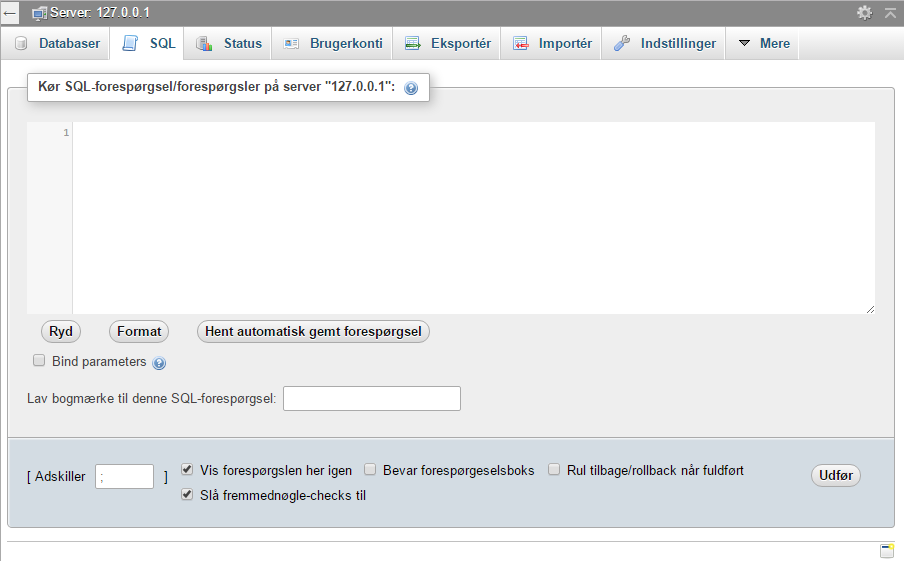 Server: 127.0.0.1
Databaser SQL Status Brugerkonti Eksportér Importér Indstillinger Mere
Kør SQL-forespørgsel/forespørgsler på server "127.0.0.1":
1
Ryd Format Hent automatisk gemt forespørgsel
Bind parameters
Lav bogmærke til denne SQL-forespørgsel:
[ Adskiller ; ] Vis forespørgslen her igen Bevar forespørgeselsboks Rul tilbage/rollback når fuldført Udfør
Slå fremmednøgle-checks til